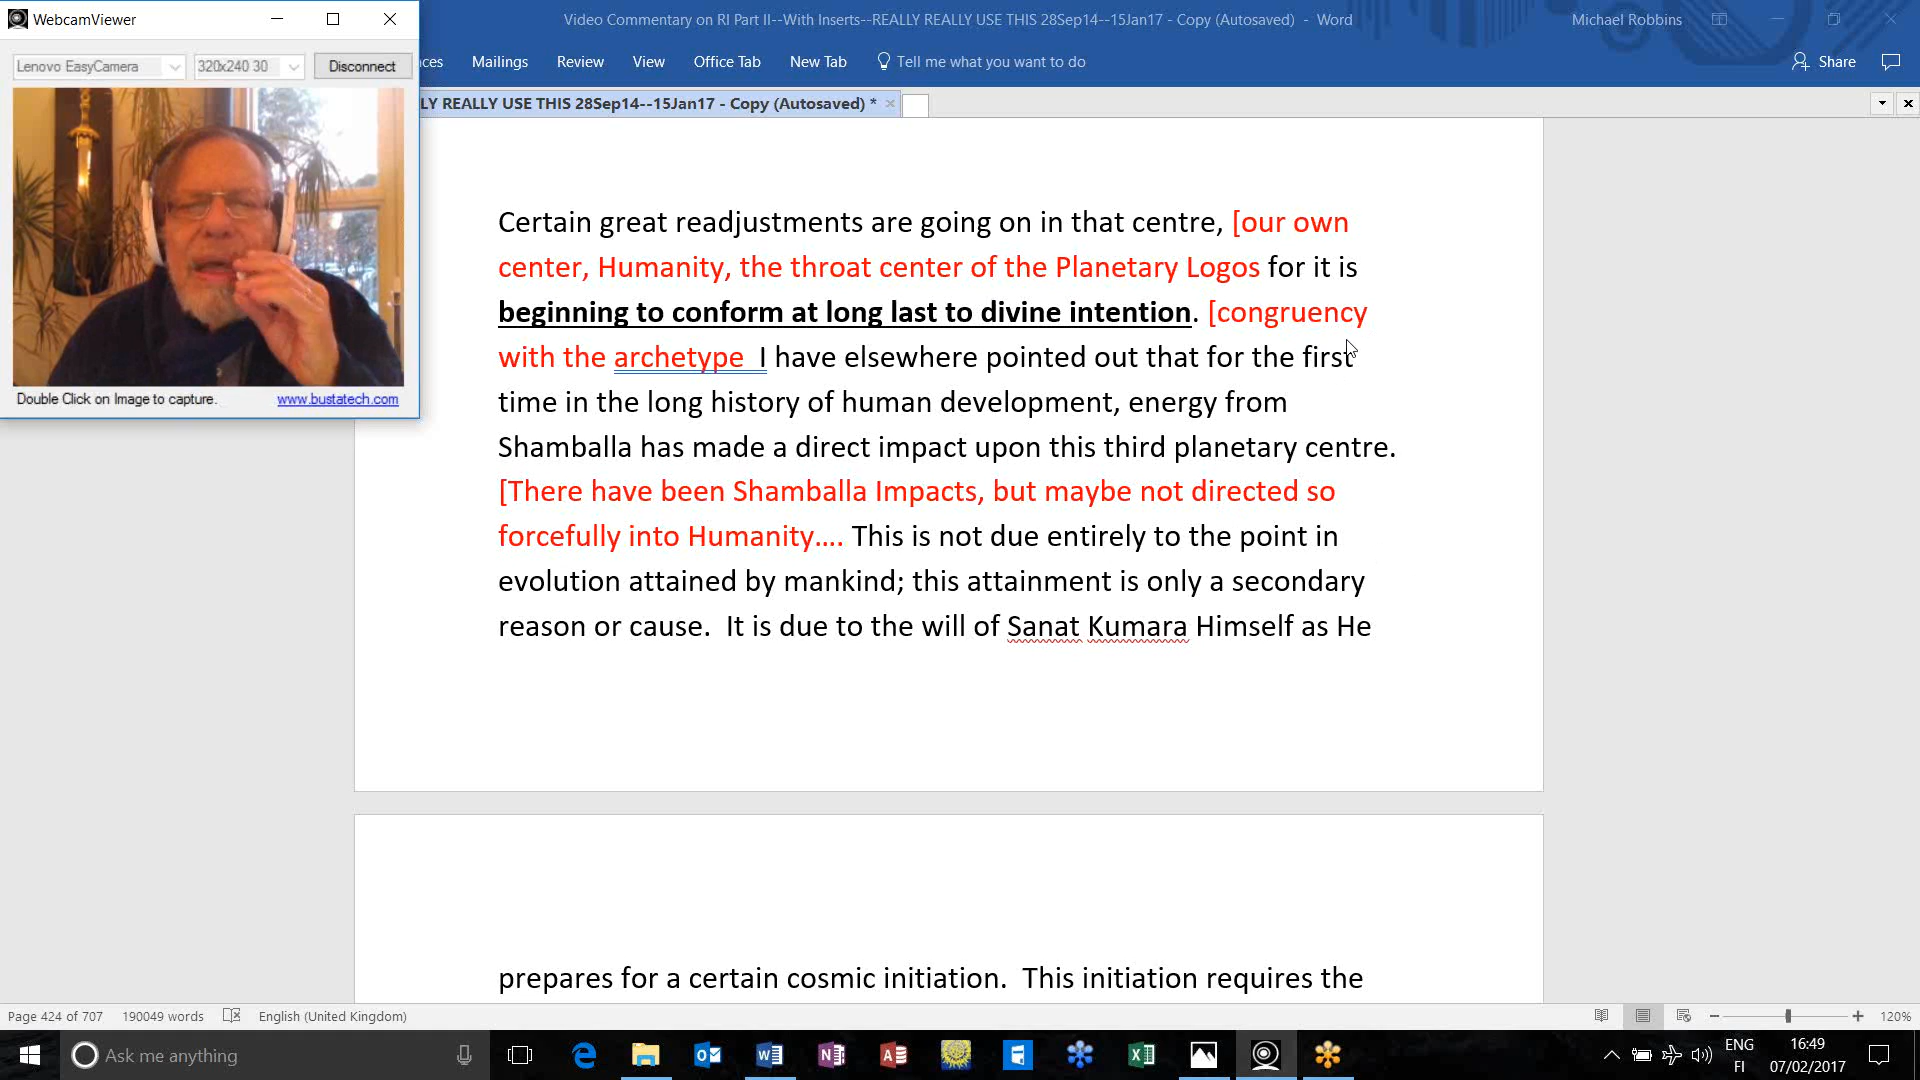 WebcamViewer
Video Commentary on RI Part II--With Inserts--REALLY REALLY USE THIS 28Sep14--15Jan17 - Copy (Autosaved) - Word
Michael Robbins
Lenovo EasyCamera
320x240 30
Disconnect
ces
Mailings
Review
View
Office Tab
New Tab
Tell me what you want to do
Share
LY REALLY USE THIS 28Sep14--15Jan17 - Copy (Autosaved) *
Double Click on Image to capture.
www.bustatech.com
Certain great readjustments are going on in that centre, [our own
center, Humanity, the throat center of the Planetary Logos for it is
beginning to conform at long last to divine intention. [congruency
with the archetype I have elsewhere pointed out that for the first
time in the long history of human development, energy from
Shamballa has made a direct impact upon this third planetary centre.
[There have been Shamballa Impacts, but maybe not directed so
forcefully into Humanity.... This is not due entirely to the point in
evolution attained by mankind; this attainment is only a secondary
reason or cause. It is due to the will of Sanat Kumara Himself as He
prepares for a certain cosmic initiation. This initiation requires the
Page 424 of 707
190049 words
English (United Kingdom)
120%
Ask me anything
ENG
FI
16:49
07/02/2017